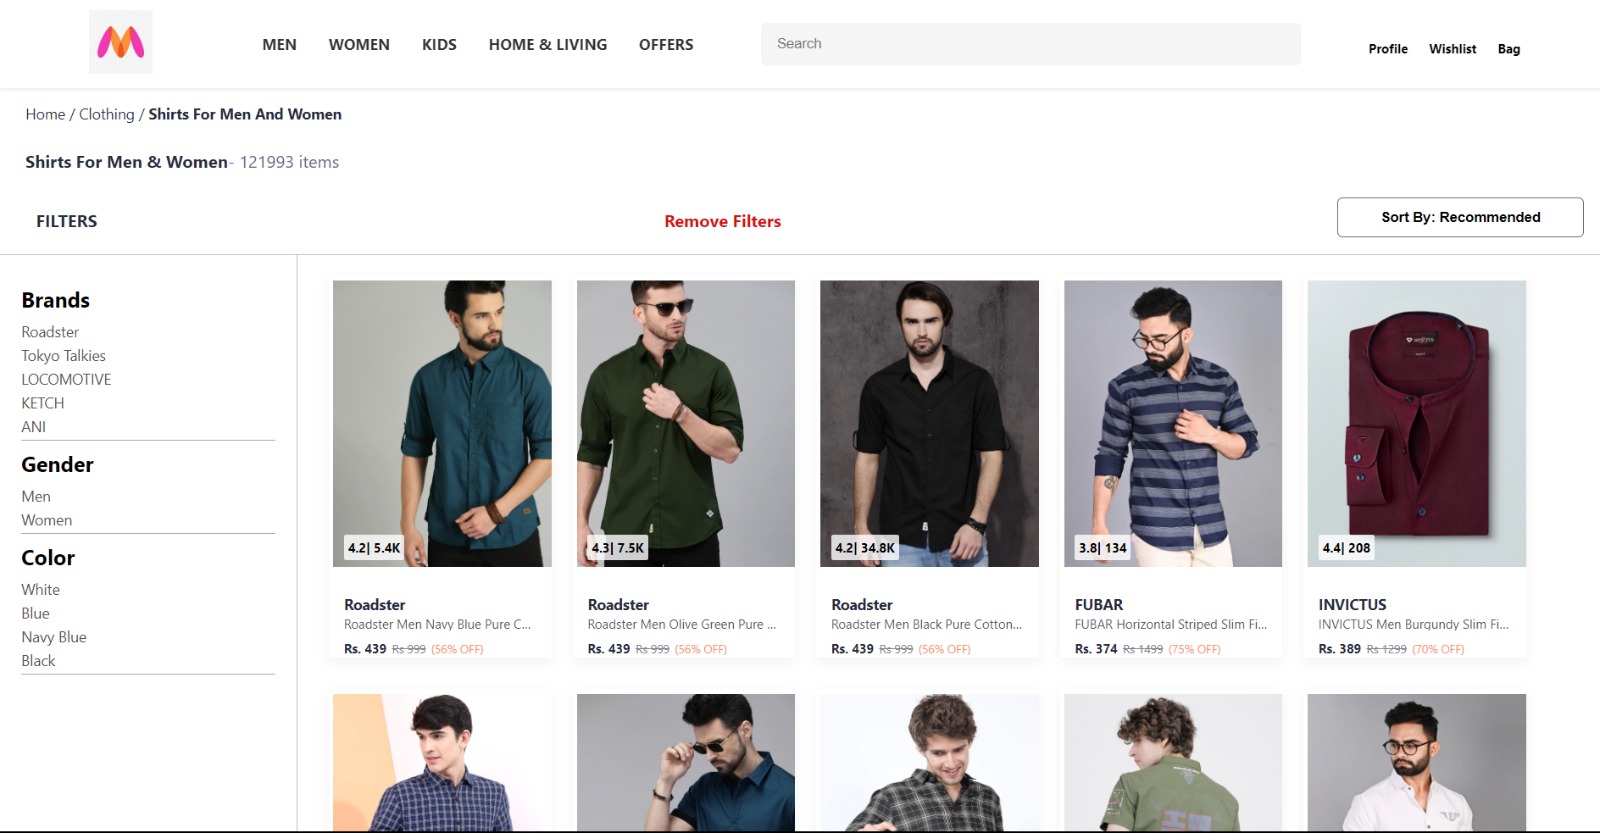 MEN WOMEN KIDS HOME & LIVING OFFERS Search Profile Wishlist Bag
Home / Clothing / Shirts For Men And Women
Shirts For Men & Women- 121993 items
FILTERS Remove Filters Sort By: Recommended
Brands
Roadster
Tokyo Talkies
LOCOMOTIVE
KETCH
ANI
Gender
Men
Women
Color
White
Blue
Navy Blue
Black
4.2| 5.4K
Roadster
Roadster Men Navy Blue Pure C...
Rs. 439 Rs 999 (56% OFF)
4.3| 7.5K
Roadster
Roadster Men Olive Green Pure ...
Rs. 439 Rs 999 (56% OFF)
4.2| 34.8K
Roadster
Roadster Men Black Pure Cotton...
Rs. 439 Rs 999 (56% OFF)
3.8| 134
FUBAR
FUBAR Horizontal Striped Slim Fi...
Rs. 374 Rs 1499 (75% OFF)
4.4| 208
INVICTUS
INVICTUS Men Burgundy Slim Fi...
Rs. 389 Rs 1299 (70% OFF)